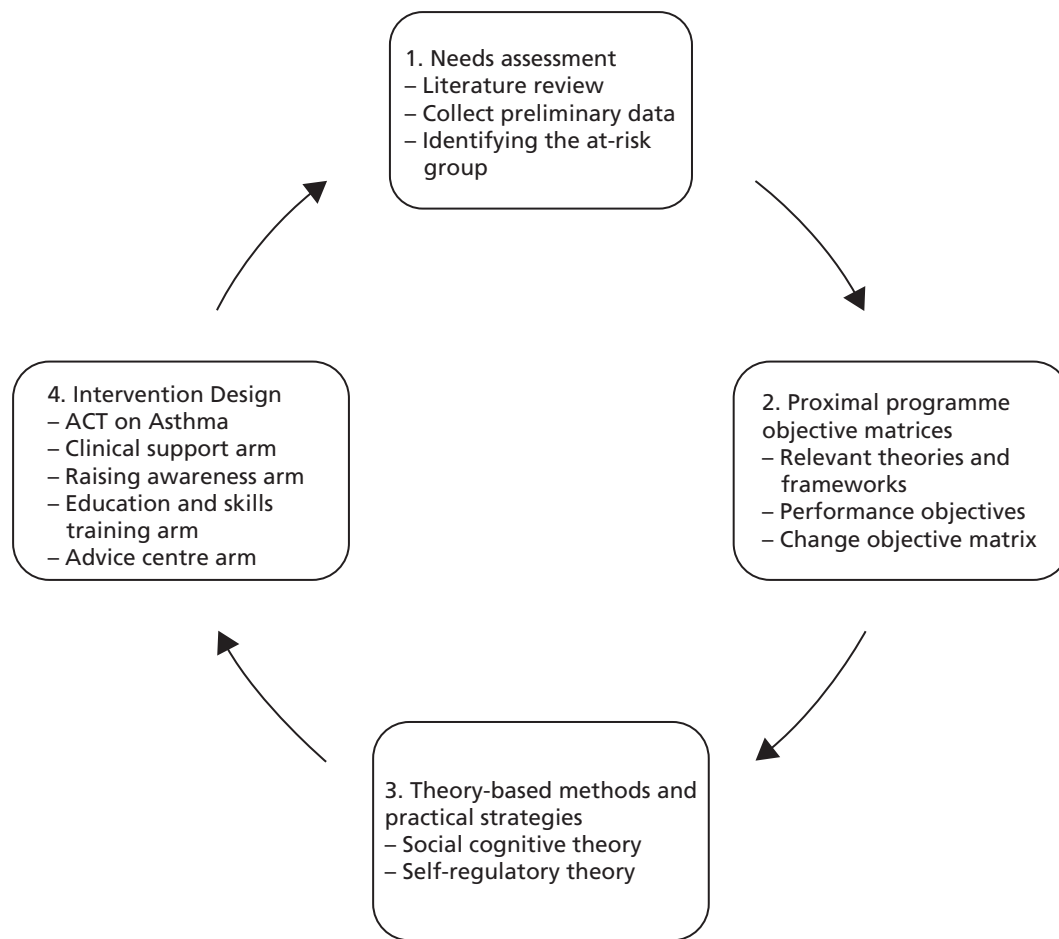 1. Needs assessment
– Literature review
– Collect preliminary data
– Identifying the at-risk
group
2. Proximal programme
objective matrices
– Relevant theories and
frameworks
– Performance objectives
– Change objective matrix
3. Theory-based methods and
practical strategies
– Social cognitive theory
– Self-regulatory theory
4. Intervention Design
– ACT on Asthma
– Clinical support arm
– Raising awareness arm
– Education and skills
training arm
– Advice centre arm